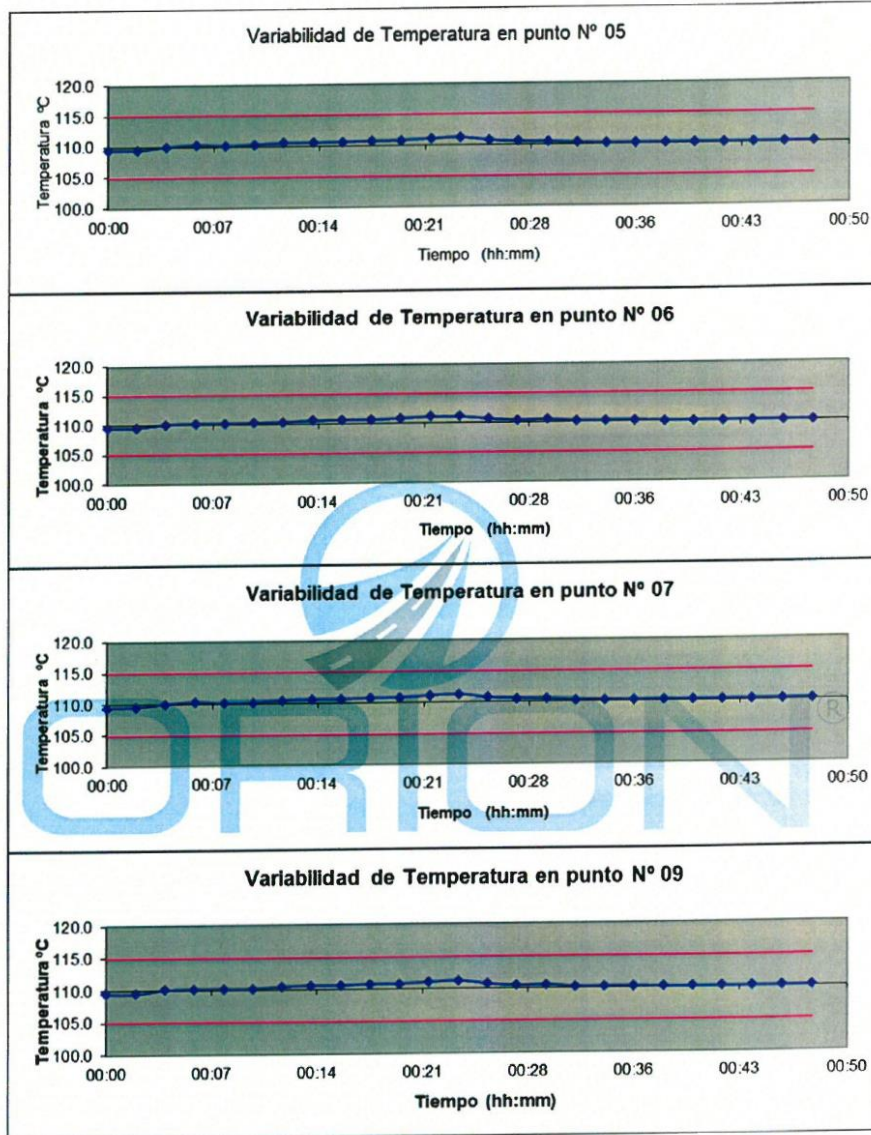 Variabilidad de Temperatura en punto Nº 05
Temperatura ºC
120.0
115.0
110.0
105.0
100.0
00:00 00:07 00:14 00:21 00:28 00:36 00:43 00:50
Tiempo (hh:mm)
Variabilidad de Temperatura en punto Nº 06
Temperatura ºC
120.0
115.0
110.0
105.0
100.0
00:00 00:07 00:14 00:21 00:28 00:36 00:43 00:50
Tiempo (hh:mm)
Variabilidad de Temperatura en punto Nº 07
Temperatura ºC
120.0
115.0
110.0
105.0
100.0
00:00 00:07 00:14 00:21 00:28 00:36 00:43 00:50
Tiempo (hh:mm)
ORION®
Variabilidad de Temperatura en punto Nº 09
Temperatura ºC
120.0
115.0
110.0
105.0
100.0
00:00 00:07 00:14 00:21 00:28 00:36 00:43 00:50
Tiempo (hh:mm)